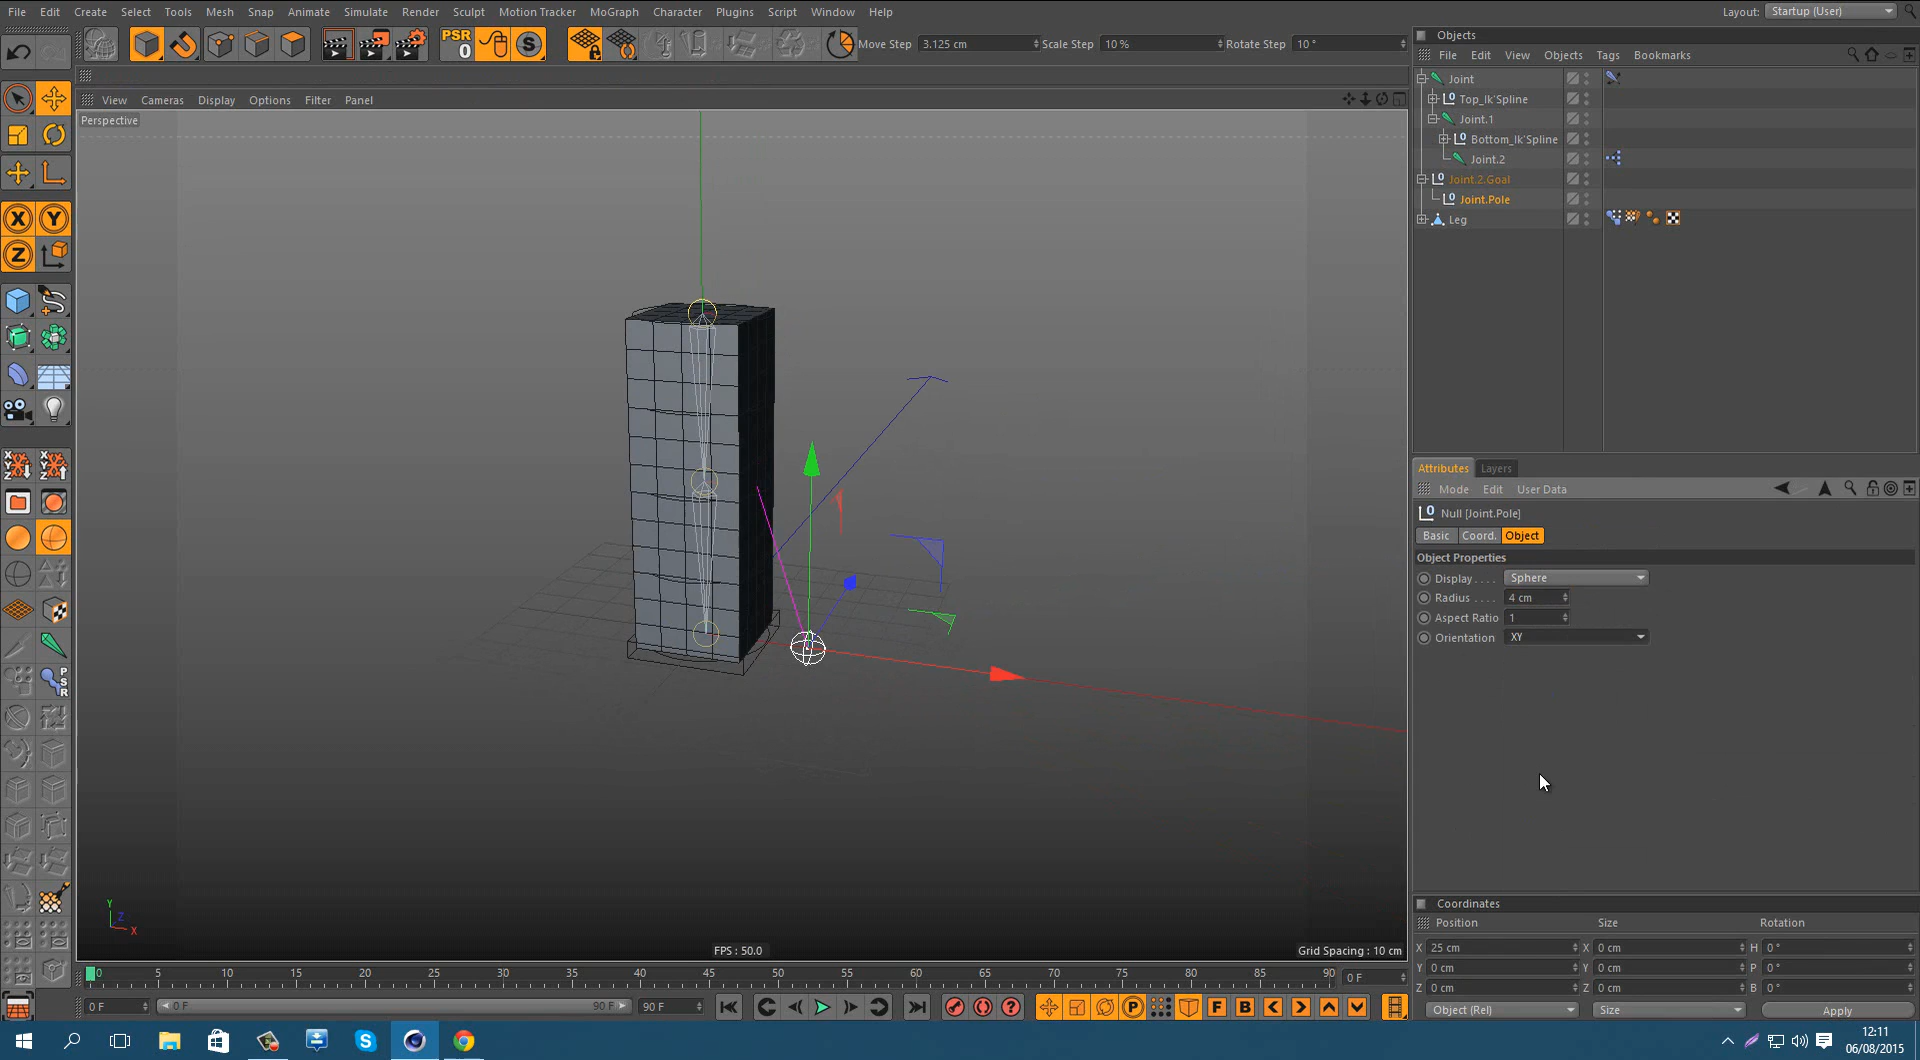 File Edit Create Select Tools Mesh Snap Animate Simulate Render Sculpt Motion Tracker MoGraph Character Plugins Script Window Help Layout: Startup (User)
PSR 0 S Move Step 3.125 cm Scale Step 10 % Rotate Step 10 °
View Cameras Display Options Filter Panel
Perspective
X Y
Z
XYZ XYZ
PSR
Y
Z
X
FPS : 50.0
Grid Spacing : 10 cm
0 5 10 15 20 25 30 35 40 45 50 55 60 65 70 75 80 85 90 0 F
0 F 0 F 90 F 90 F P F B
Objects
File Edit View Objects Tags Bookmarks
Joint
Top_Ik`Spline
Joint.1
Bottom_Ik`Spline
Joint.2
Joint.2.Goal
Joint.Pole
Leg
Attributes Layers
Mode Edit User Data
Null [Joint.Pole]
Basic Coord. Object
Object Properties
Display . . . . Sphere
Radius . . . . 4 cm
Aspect Ratio 1
Orientation XY
Coordinates
Position Size Rotation
X 25 cm X 0 cm H 0 °
Y 0 cm Y 0 cm P 0 °
Z 0 cm Z 0 cm B 0 °
Object (Rel) Size Apply
12:11
06/08/2015